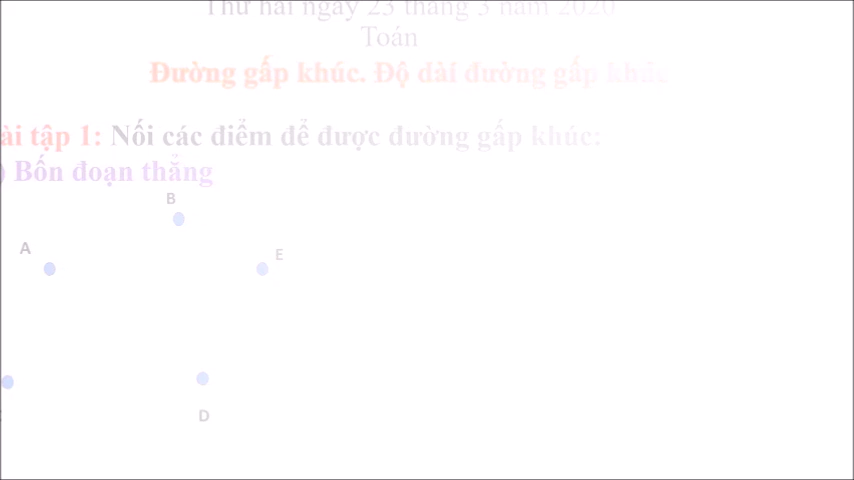 Thứ hai ngày 23 tháng 3 năm 2020
Toán
Đường gấp khúc. Độ dài đường gấp khúc
ài tập 1: Nối các điểm để được đường gấp khúc:
) Bốn đoạn thẳng
B
A
E
D